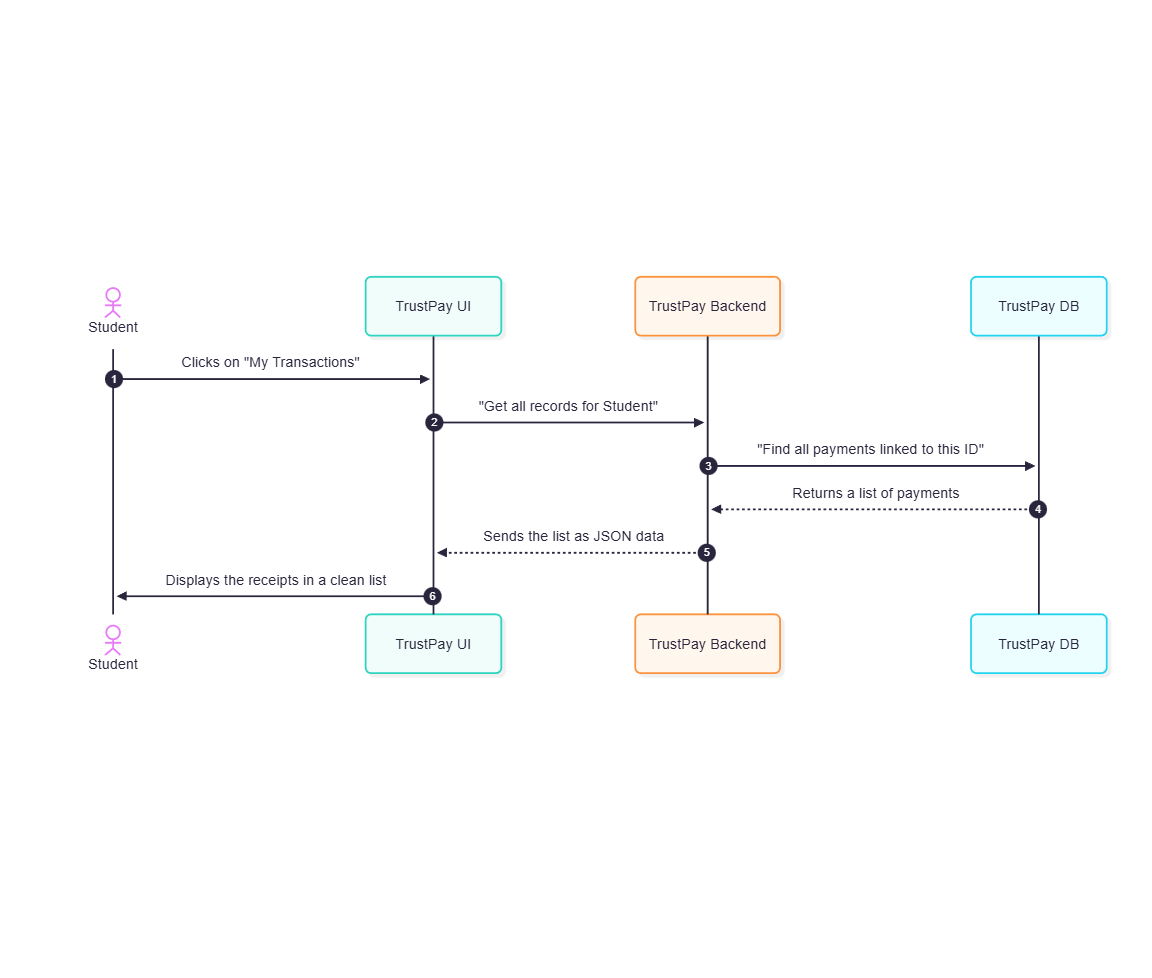 Student
TrustPay UI
TrustPay Backend
TrustPay DB
Clicks on "My Transactions"
1
"Get all records for Student"
2
"Find all payments linked to this ID"
3
Returns a list of payments
4
Sends the list as JSON data
5
Displays the receipts in a clean list
6
Student
TrustPay UI
TrustPay Backend
TrustPay DB